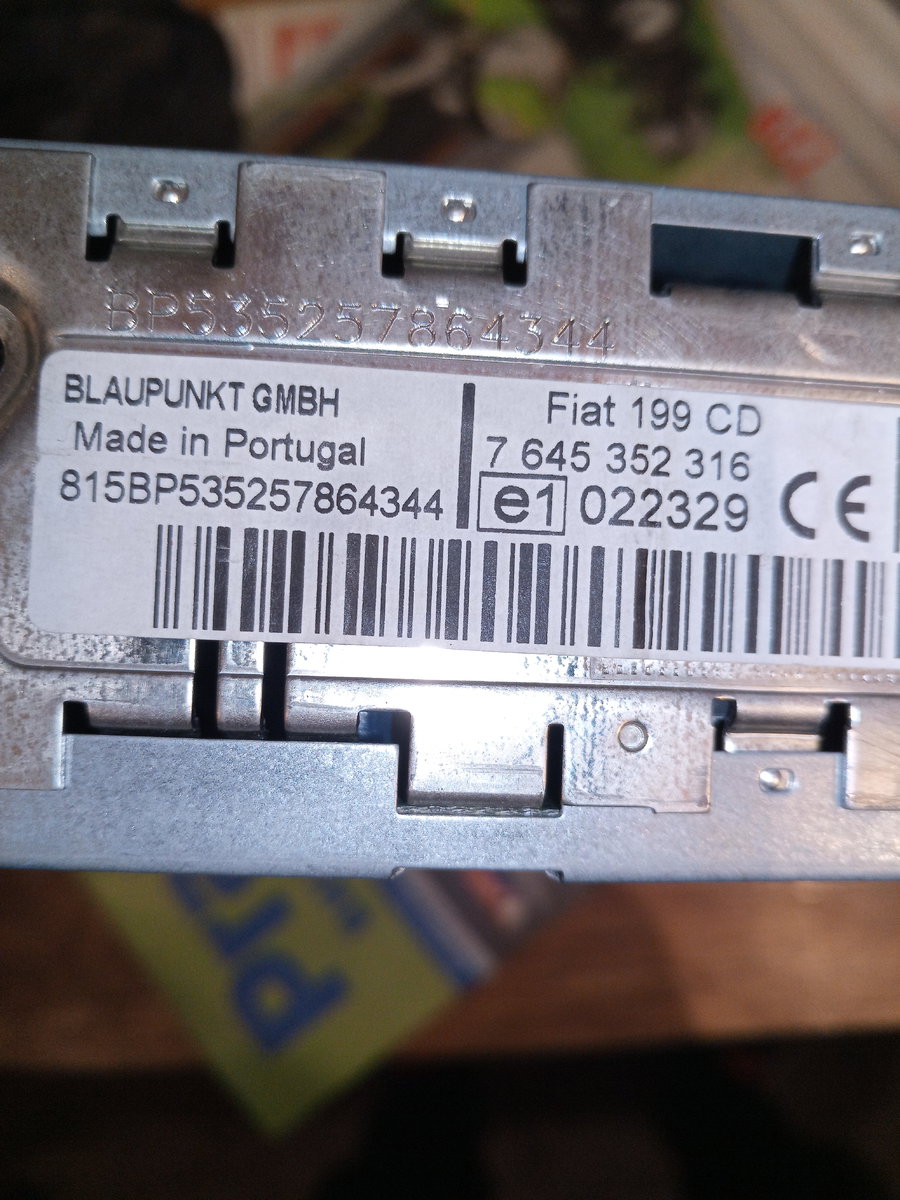 BP535257864344
BLAUPUNKT GMBH
Made in Portugal
815BP535257864344
Fiat 199 CD
7 645 352 316
e1 022329 CE